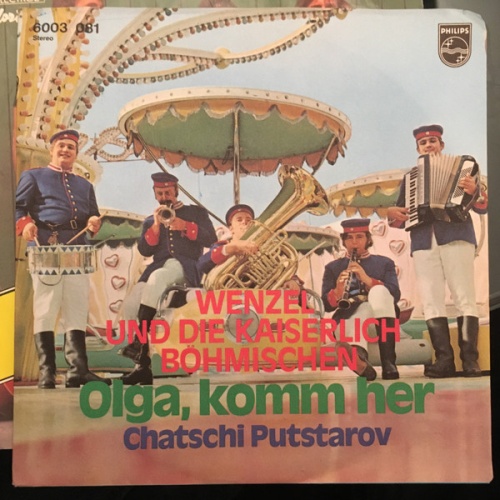 6003 081
Stereo
PHILIPS
WENZEL
UND DIE KAISERLICH
BÖHMISCHEN
Olga, komm her
Chatschi Putstarov